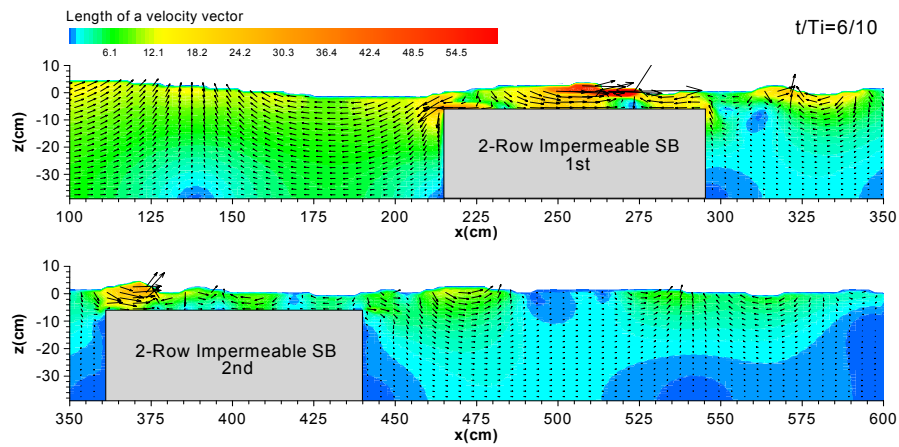 Length of a velocity vector
t/Ti=6/10
6.1 12.1 18.2 24.2 30.3 36.4 42.4 48.5 54.5
10
0
-10
-20
-30
z(cm)
2-Row Impermeable SB
1st
100 125 150 175 200 225 250 275 300 325 350
x(cm)
10
0
-10
-20
-30
z(cm)
2-Row Impermeable SB
2nd
350 375 400 425 450 475 500 525 550 575 600
x(cm)